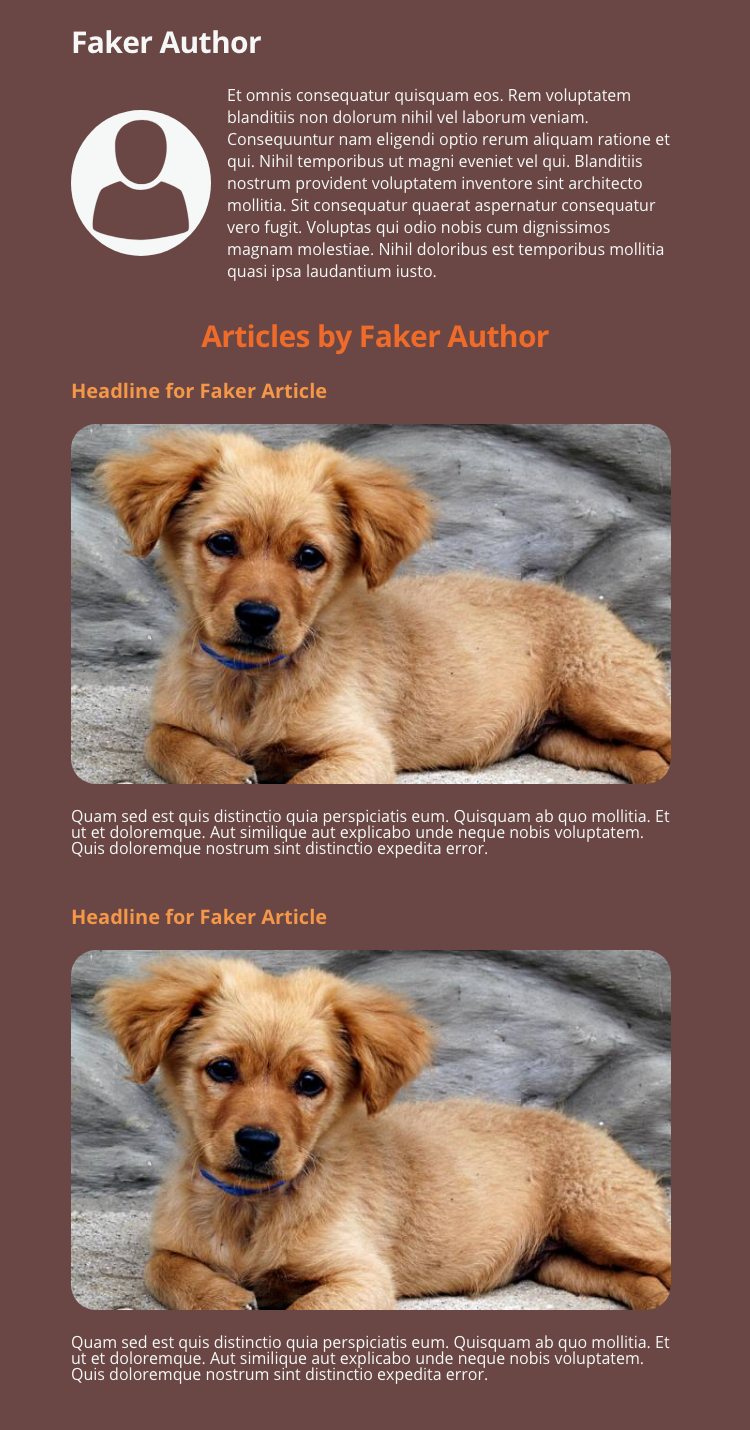 Faker Author
Et omnis consequatur quisquam eos. Rem voluptatem
blanditiis non dolorum nihil vel laborum veniam.
Consequuntur nam eligendi optio rerum aliquam ratione et
qui. Nihil temporibus ut magni eveniet vel qui. Blanditiis
nostrum provident voluptatem inventore sint architecto
mollitia. Sit consequatur quaerat aspernatur consequatur
vero fugit. Voluptas qui odio nobis cum dignissimos
magnam molestiae. Nihil doloribus est temporibus mollitia
quasi ipsa laudantium iusto.
Articles by Faker Author
Headline for Faker Article
Quam sed est quis distinctio quia perspiciatis eum. Quisquam ab quo mollitia. Et
ut et doloremque. Aut similique aut explicabo unde neque nobis voluptatem.
Quis doloremque nostrum sint distinctio expedita error.
Headline for Faker Article
Quam sed est quis distinctio quia perspiciatis eum. Quisquam ab quo mollitia. Et
ut et doloremque. Aut similique aut explicabo unde neque nobis voluptatem.
Quis doloremque nostrum sint distinctio expedita error.